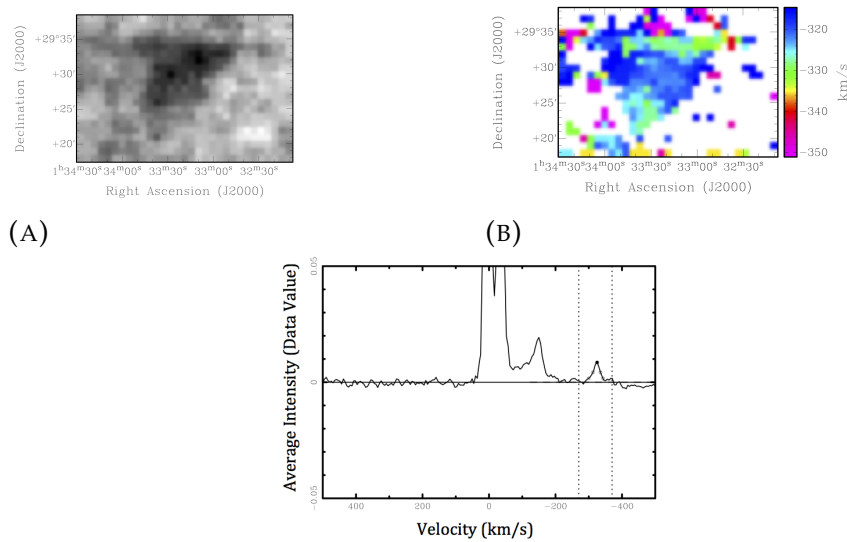 +29°35'
+30'
+25'
+20'
Declination (J2000)
1ʰ34ᵐ30ˢ 34ᵐ00ˢ 33ᵐ30ˢ 33ᵐ00ˢ 32ᵐ30ˢ
Right Ascension (J2000)
+29°35'
+30'
+25'
+20'
Declination (J2000)
1ʰ34ᵐ30ˢ 34ᵐ00ˢ 33ᵐ30ˢ 33ᵐ00ˢ 32ᵐ30ˢ
Right Ascension (J2000)
-320
-330
-340
-350
km/s
(A)
(B)
Average Intensity (Data Value)
0.05
0
-0.05
400 200 0 -200 -400
Velocity (km/s)